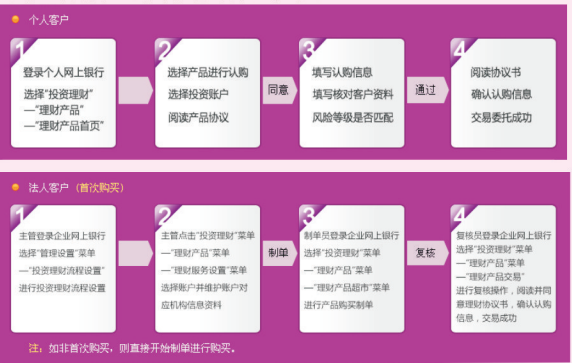 个人客户
1
登录个人网上银行
选择“投资理财”
—“理财产品”
—“理财产品首页”
2
选择产品进行认购
选择投资账户
阅读产品协议
同意
3
填写认购信息
填写核对客户资料
风险等级是否匹配
通过
4
阅读协议书
确认认购信息
交易委托成功
法人客户（首次购买）
1
主管登录企业网上银行
选择“管理设置”菜单
—“投资理财流程设置”
进行投资理财流程设置
2
主管点击“投资理财”菜单
—“理财产品”菜单
—“理财服务设置”菜单
选择账户并维护账户对
应机构信息资料
制单
3
制单员登录企业网上银行
选择“投资理财”菜单
—“理财产品”菜单
—“理财产品超市”菜单
进行产品购买制单
复核
4
复核员登录企业网上银行
选择“投资理财”菜单
—“理财产品”菜单
—“理财产品交易”
进行复核操作，阅读并同
意理财协议书，确认认购
信息，交易成功
注：如非首次购买，则直接开始制单进行购买。